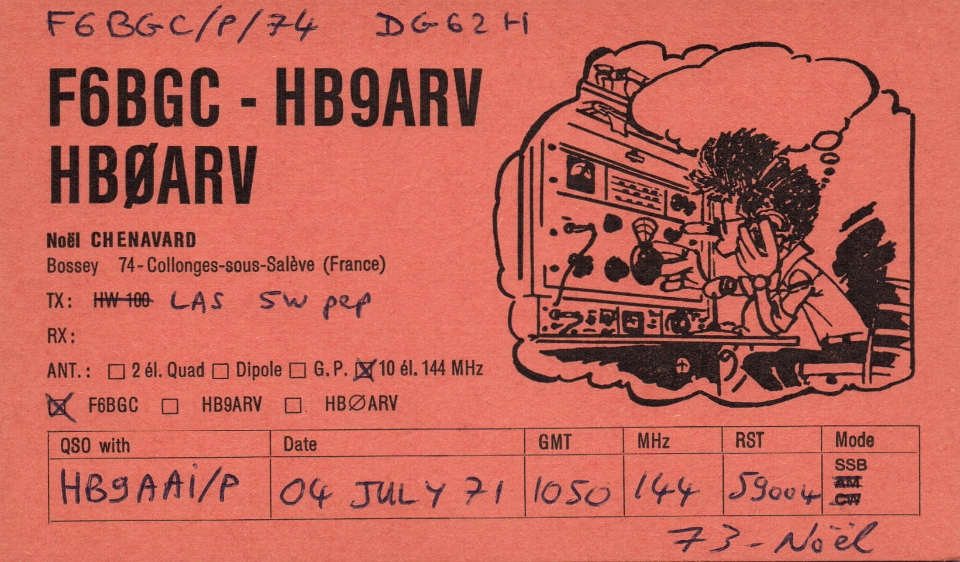 F6BGC/P/74 DG62H
F6BGC - HB9ARV
HBØARV
Noël CHENAVARD
Bossey 74-Collonges-sous-Salève (France)
TX: HW-100 LAS 5W pep
RX:
ANT.: ☐ 2 él. Quad ☐ Dipole ☐ G.P. ☒ 10 él. 144 MHz
☒ F6BGC ☐ HB9ARV ☐ HBØARV
QSO with Date GMT MHz RST Mode
HB9AAi/P 04 JULY 71 1050 144 59004 SSB
AM
CW
73 - Noël